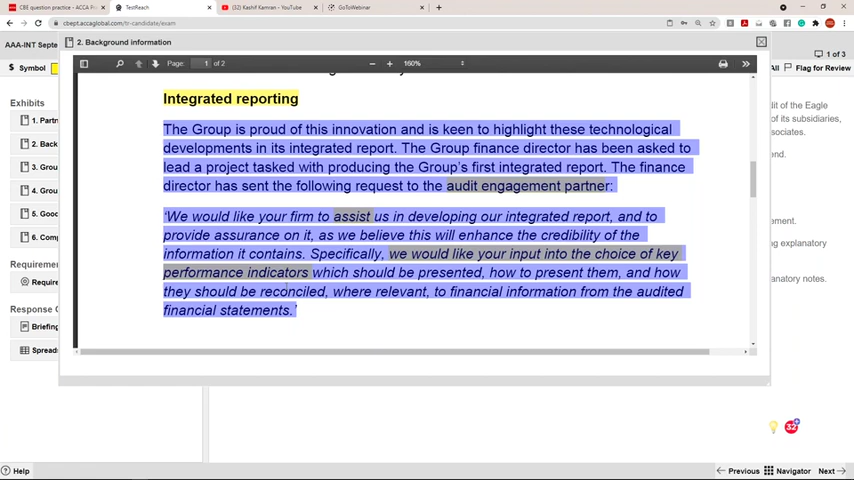 CBE question practice - ACCA Pro
TestReach
(32) Kashif Kamran - YouTube
GoToWebinar
cbept.accaglobal.com/tr-candidate/exam
AAA-INT Septe
2. Background information
1 of 3
$ Symbol
Page: 1 of 2
160%
All
Flag for Review
Exhibits
1. Partn
2. Back
3. Grou
4. Grou
5. Good
6. Comp
Requiremen
Require
Response O
Briefing
Spreads
Integrated reporting
The Group is proud of this innovation and is keen to highlight these technological
developments in its integrated report. The Group finance director has been asked to
lead a project tasked with producing the Group's first integrated report. The finance
director has sent the following request to the audit engagement partner:
'We would like your firm to assist us in developing our integrated report, and to
provide assurance on it, as we believe this will enhance the credibility of the
information it contains. Specifically, we would like your input into the choice of key
performance indicators which should be presented, how to present them, and how
they should be reconciled, where relevant, to financial information from the audited
financial statements.'
dit of the Eagle
of its subsidiaries,
sociates.
end.
ement.
ng explanatory
anatory notes.
32
Help
Previous
Navigator
Next